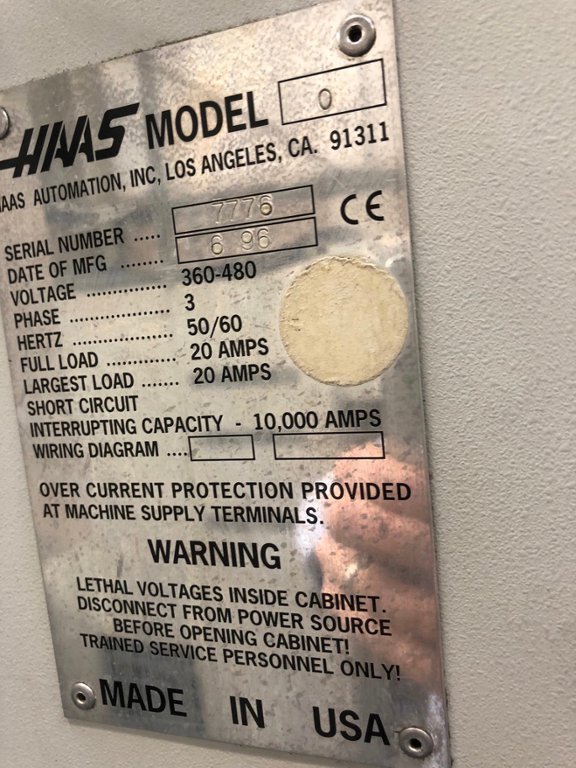 HAAS MODEL 0
HAAS AUTOMATION, INC, LOS ANGELES, CA. 91311
CE
SERIAL NUMBER ..... 7776
DATE OF MFG ........ 6 96
VOLTAGE ............... 360-480
PHASE ................... 3
HERTZ ................... 50/60
FULL LOAD ............. 20 AMPS
LARGEST LOAD ....... 20 AMPS
SHORT CIRCUIT
INTERRUPTING CAPACITY - 10,000 AMPS
WIRING DIAGRAM ....
OVER CURRENT PROTECTION PROVIDED
AT MACHINE SUPPLY TERMINALS.
WARNING
LETHAL VOLTAGES INSIDE CABINET.
DISCONNECT FROM POWER SOURCE
BEFORE OPENING CABINET!
TRAINED SERVICE PERSONNEL ONLY!
MADE IN USA